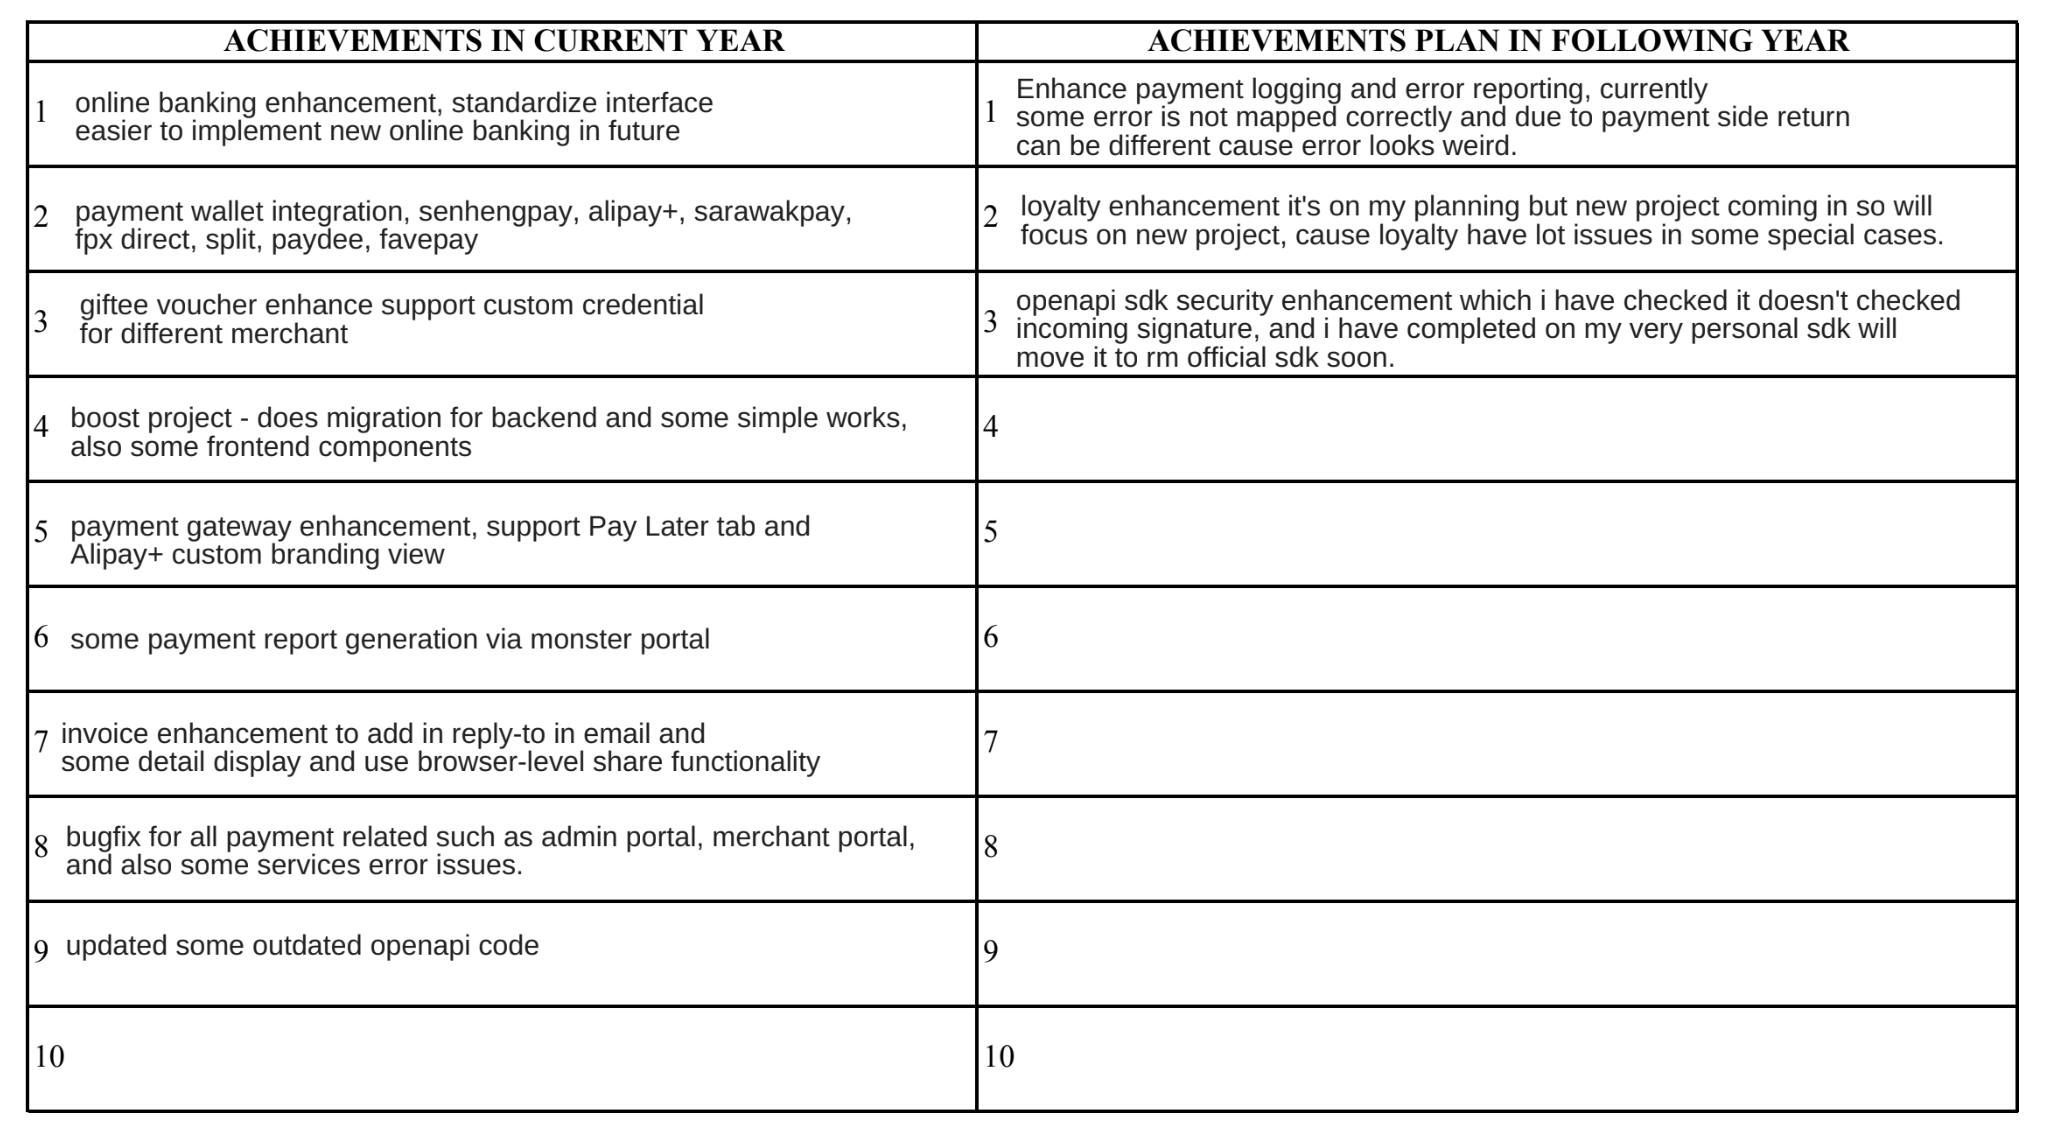 ACHIEVEMENTS IN CURRENT YEAR
ACHIEVEMENTS PLAN IN FOLLOWING YEAR
1 online banking enhancement, standardize interface
easier to implement new online banking in future
1 Enhance payment logging and error reporting, currently
some error is not mapped correctly and due to payment side return
can be different cause error looks weird.
2 payment wallet integration, senhengpay, alipay+, sarawakpay,
fpx direct, split, paydee, favepay
2 loyalty enhancement it's on my planning but new project coming in so will
focus on new project, cause loyalty have lot issues in some special cases.
3 giftee voucher enhance support custom credential
for different merchant
3 openapi sdk security enhancement which i have checked it doesn't checked
incoming signature, and i have completed on my very personal sdk will
move it to rm official sdk soon.
4 boost project - does migration for backend and some simple works,
also some frontend components
4
5 payment gateway enhancement, support Pay Later tab and
Alipay+ custom branding view
5
6 some payment report generation via monster portal
6
7 invoice enhancement to add in reply-to in email and
some detail display and use browser-level share functionality
7
8 bugfix for all payment related such as admin portal, merchant portal,
and also some services error issues.
8
9 updated some outdated openapi code
9
10
10